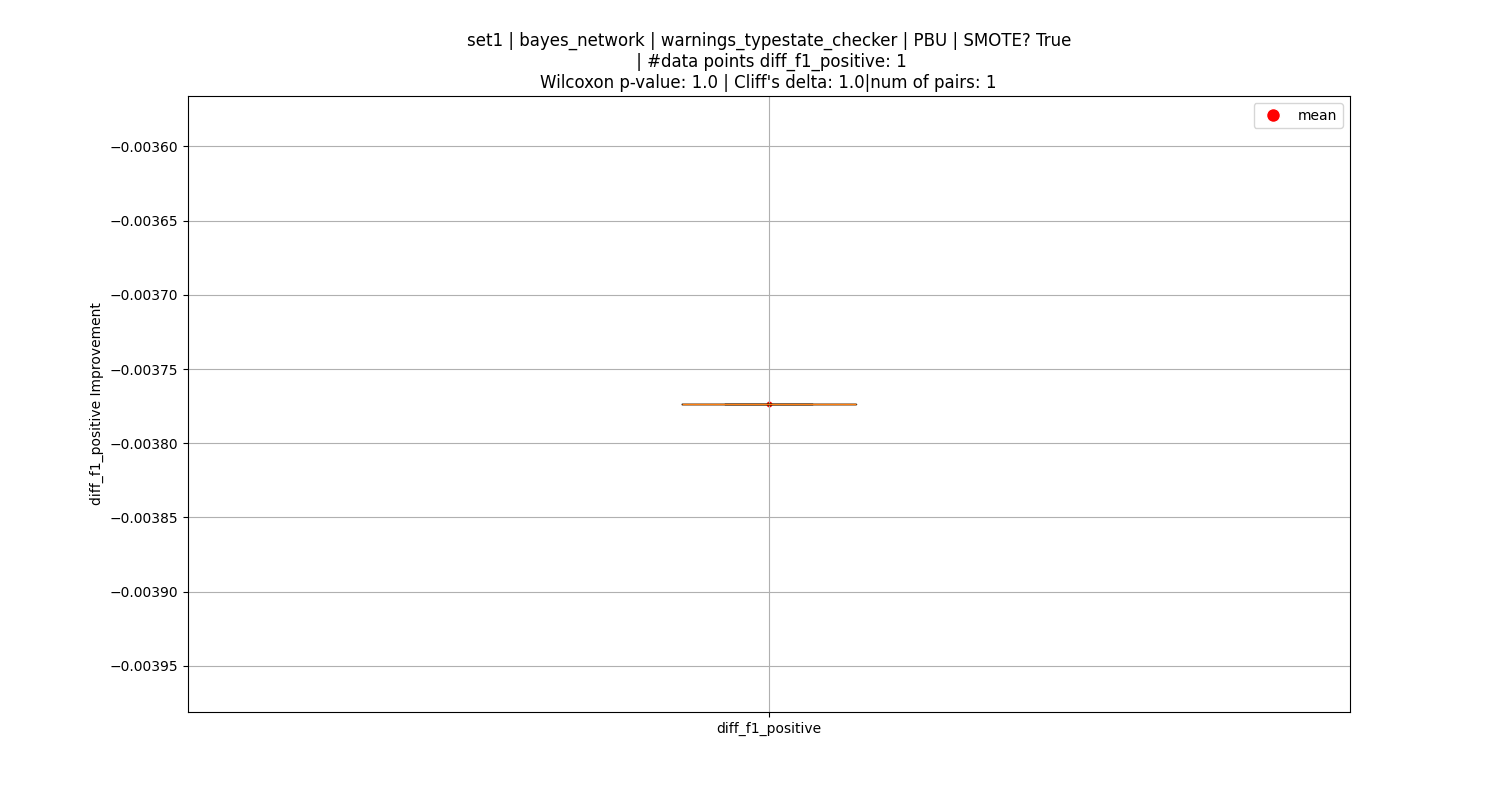 set1 | bayes_network | warnings_typestate_checker | PBU | SMOTE? True
| #data points diff_f1_positive: 1
Wilcoxon p-value: 1.0 | Cliff's delta: 1.0|num of pairs: 1
mean
−0.00360
−0.00365
−0.00370
−0.00375
−0.00380
−0.00385
−0.00390
−0.00395
diff_f1_positive Improvement
diff_f1_positive